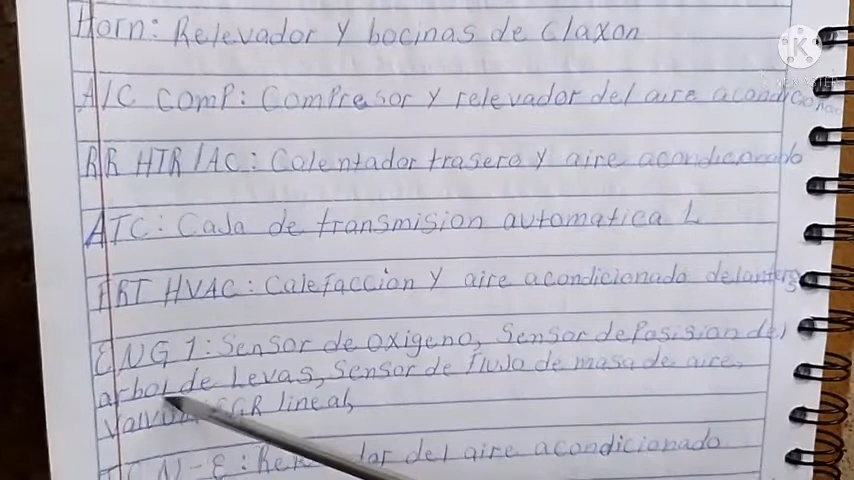 Horn: Relevador y bocinas de claxon
A/C COMP: Compresor y relevador del aire acondicionado
RR HTR/AC: Calentador trasero y aire acondicionado
ATC: Caja de transmision automatica L
FRT HVAC: Calefaccion y aire acondicionado delantero
ENG 1: Sensor de oxigeno, Sensor de Posision del
arbol de Levas, Sensor de flujo de masa de aire,
Valvula EGR lineal,
N-E: del aire acondicionado
KINEMASTER